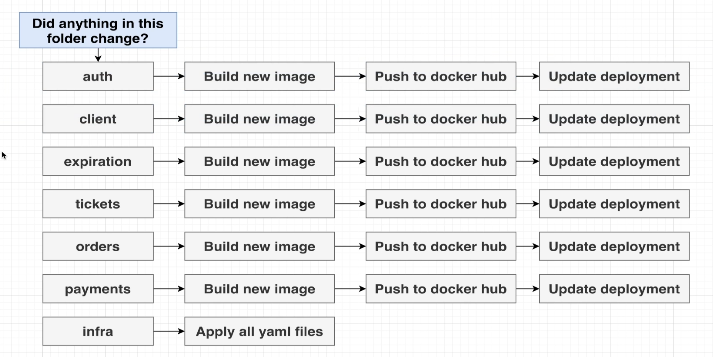 Did anything in this
folder change?
auth Build new image Push to docker hub Update deployment
client Build new image Push to docker hub Update deployment
expiration Build new image Push to docker hub Update deployment
tickets Build new image Push to docker hub Update deployment
orders Build new image Push to docker hub Update deployment
payments Build new image Push to docker hub Update deployment
infra Apply all yaml files